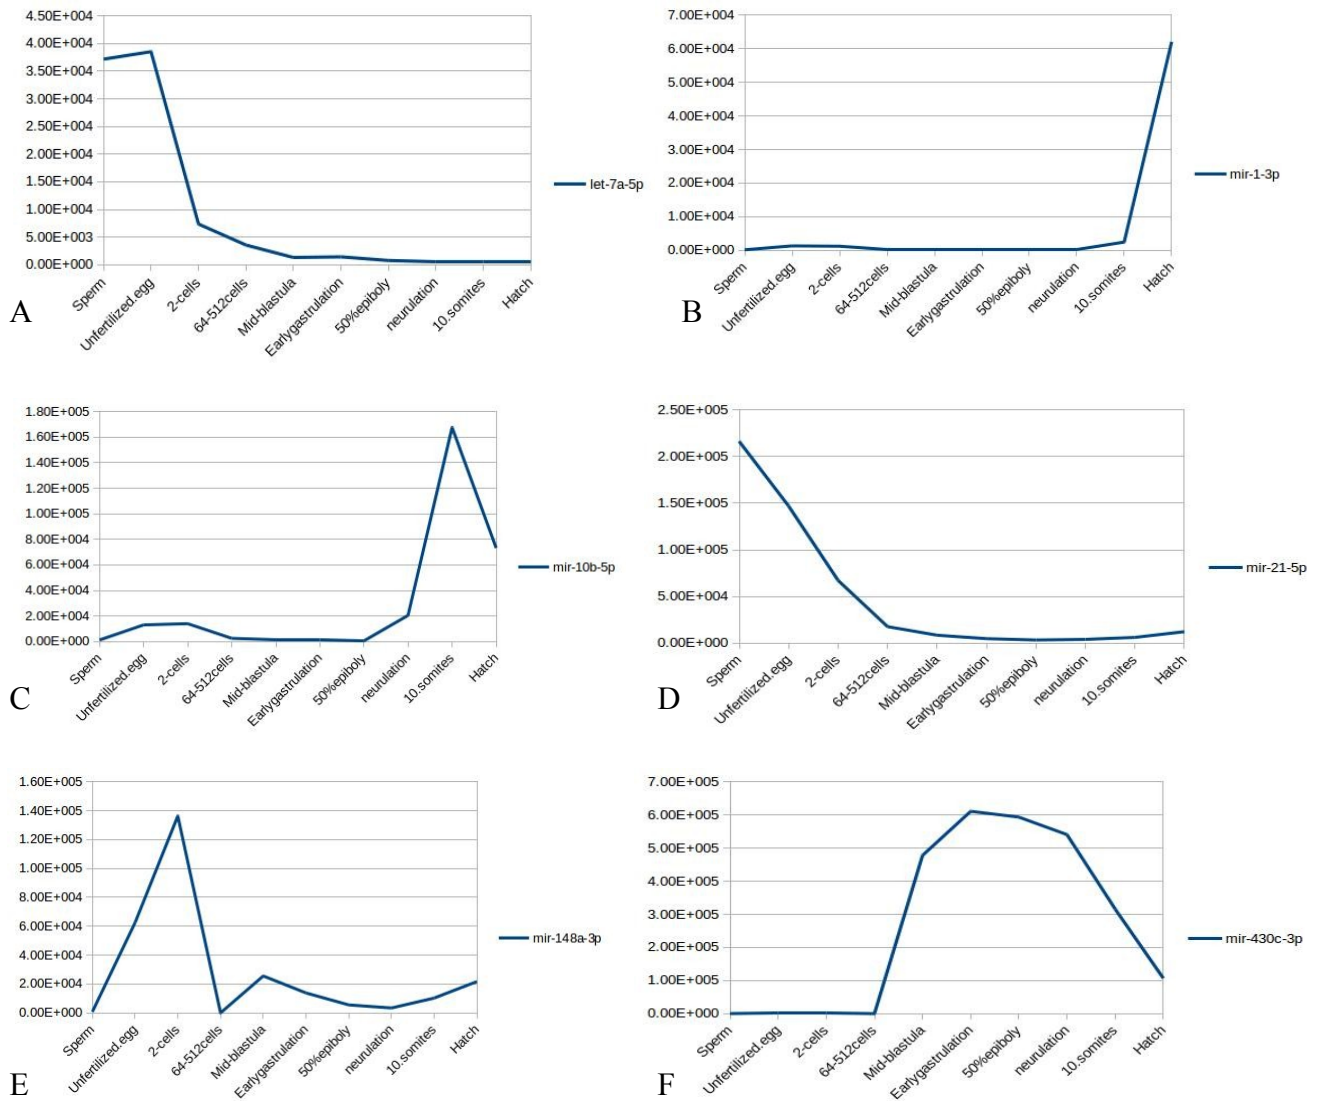 4.50E+004
4.00E+004
3.50E+004
3.00E+004
2.50E+004
2.00E+004
1.50E+004
1.00E+004
5.00E+003
0.00E+000
let-7a-5p
Sperm
Unfertilized.egg
2-cells
64-512cells
Mid-blastula
Earlygastrulation
50%epiboly
neurulation
10.somites
Hatch
A
7.00E+004
6.00E+004
5.00E+004
4.00E+004
3.00E+004
2.00E+004
1.00E+004
0.00E+000
mir-1-3p
Sperm
Unfertilized.egg
2-cells
64-512cells
Mid-blastula
Earlygastrulation
50%epiboly
neurulation
10.somites
Hatch
B
1.80E+005
1.60E+005
1.40E+005
1.20E+005
1.00E+005
8.00E+004
6.00E+004
4.00E+004
2.00E+004
0.00E+000
mir-10b-5p
Sperm
Unfertilized.egg
2-cells
64-512cells
Mid-blastula
Earlygastrulation
50%epiboly
neurulation
10.somites
Hatch
C
2.50E+005
2.00E+005
1.50E+005
1.00E+005
5.00E+004
0.00E+000
mir-21-5p
Sperm
Unfertilized.egg
2-cells
64-512cells
Mid-blastula
Earlygastrulation
50%epiboly
neurulation
10.somites
Hatch
D
1.60E+005
1.40E+005
1.20E+005
1.00E+005
8.00E+004
6.00E+004
4.00E+004
2.00E+004
0.00E+000
mir-148a-3p
Sperm
Unfertilized.egg
2-cells
64-512cells
Mid-blastula
Earlygastrulation
50%epiboly
neurulation
10.somites
Hatch
E
7.00E+005
6.00E+005
5.00E+005
4.00E+005
3.00E+005
2.00E+005
1.00E+005
0.00E+000
mir-430c-3p
Sperm
Unfertilized.egg
2-cells
64-512cells
Mid-blastula
Earlygastrulation
50%epiboly
neurulation
10.somites
Hatch
F